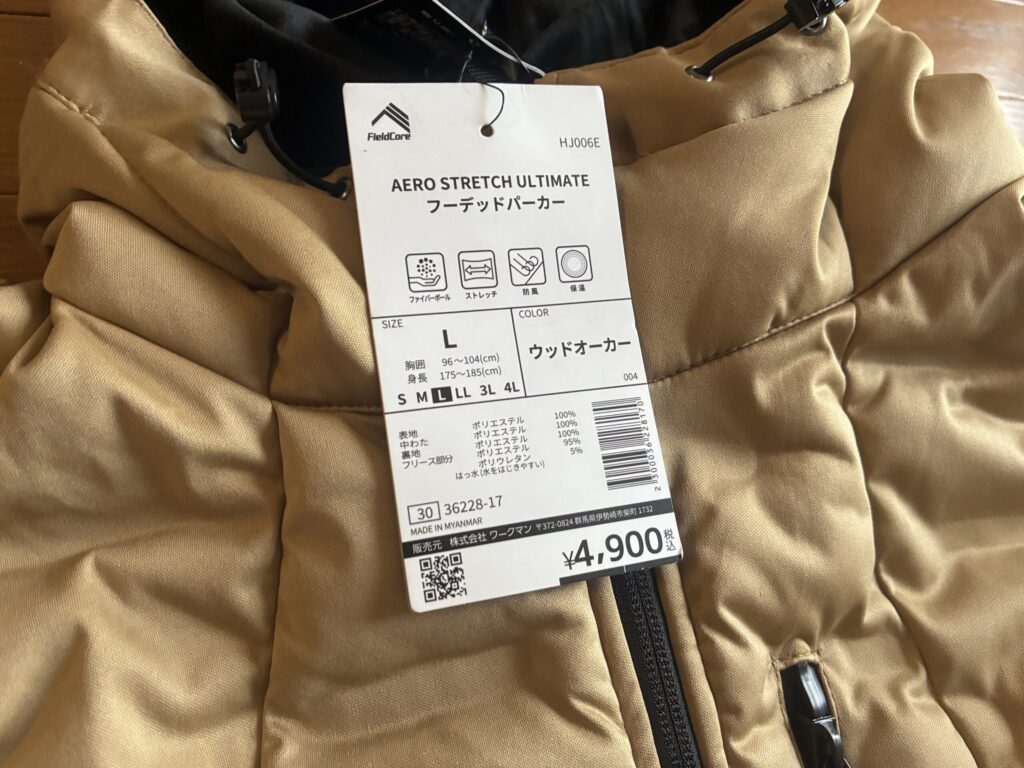 FieldCore
HJ006E
AERO STRETCH ULTIMATE
フーデッドパーカー
ファイバーボール ストレッチ 防風 保温
SIZE
L
胸囲 96～104(cm)
身長 175～185(cm)
S M L LL 3L 4L
COLOR
ウッドオーカー
004
表地 ポリエステル 100%
中わた ポリエステル 100%
裏地 ポリエステル 100%
フリース部分 ポリエステル 95%
ポリウレタン 5%
はっ水(水をはじきやすい)
2300036228170
30 36228-17
MADE IN MYANMAR
販売元 株式会社 ワークマン 〒372-0824 群馬県伊勢崎市柴町 1732
¥4,900税込